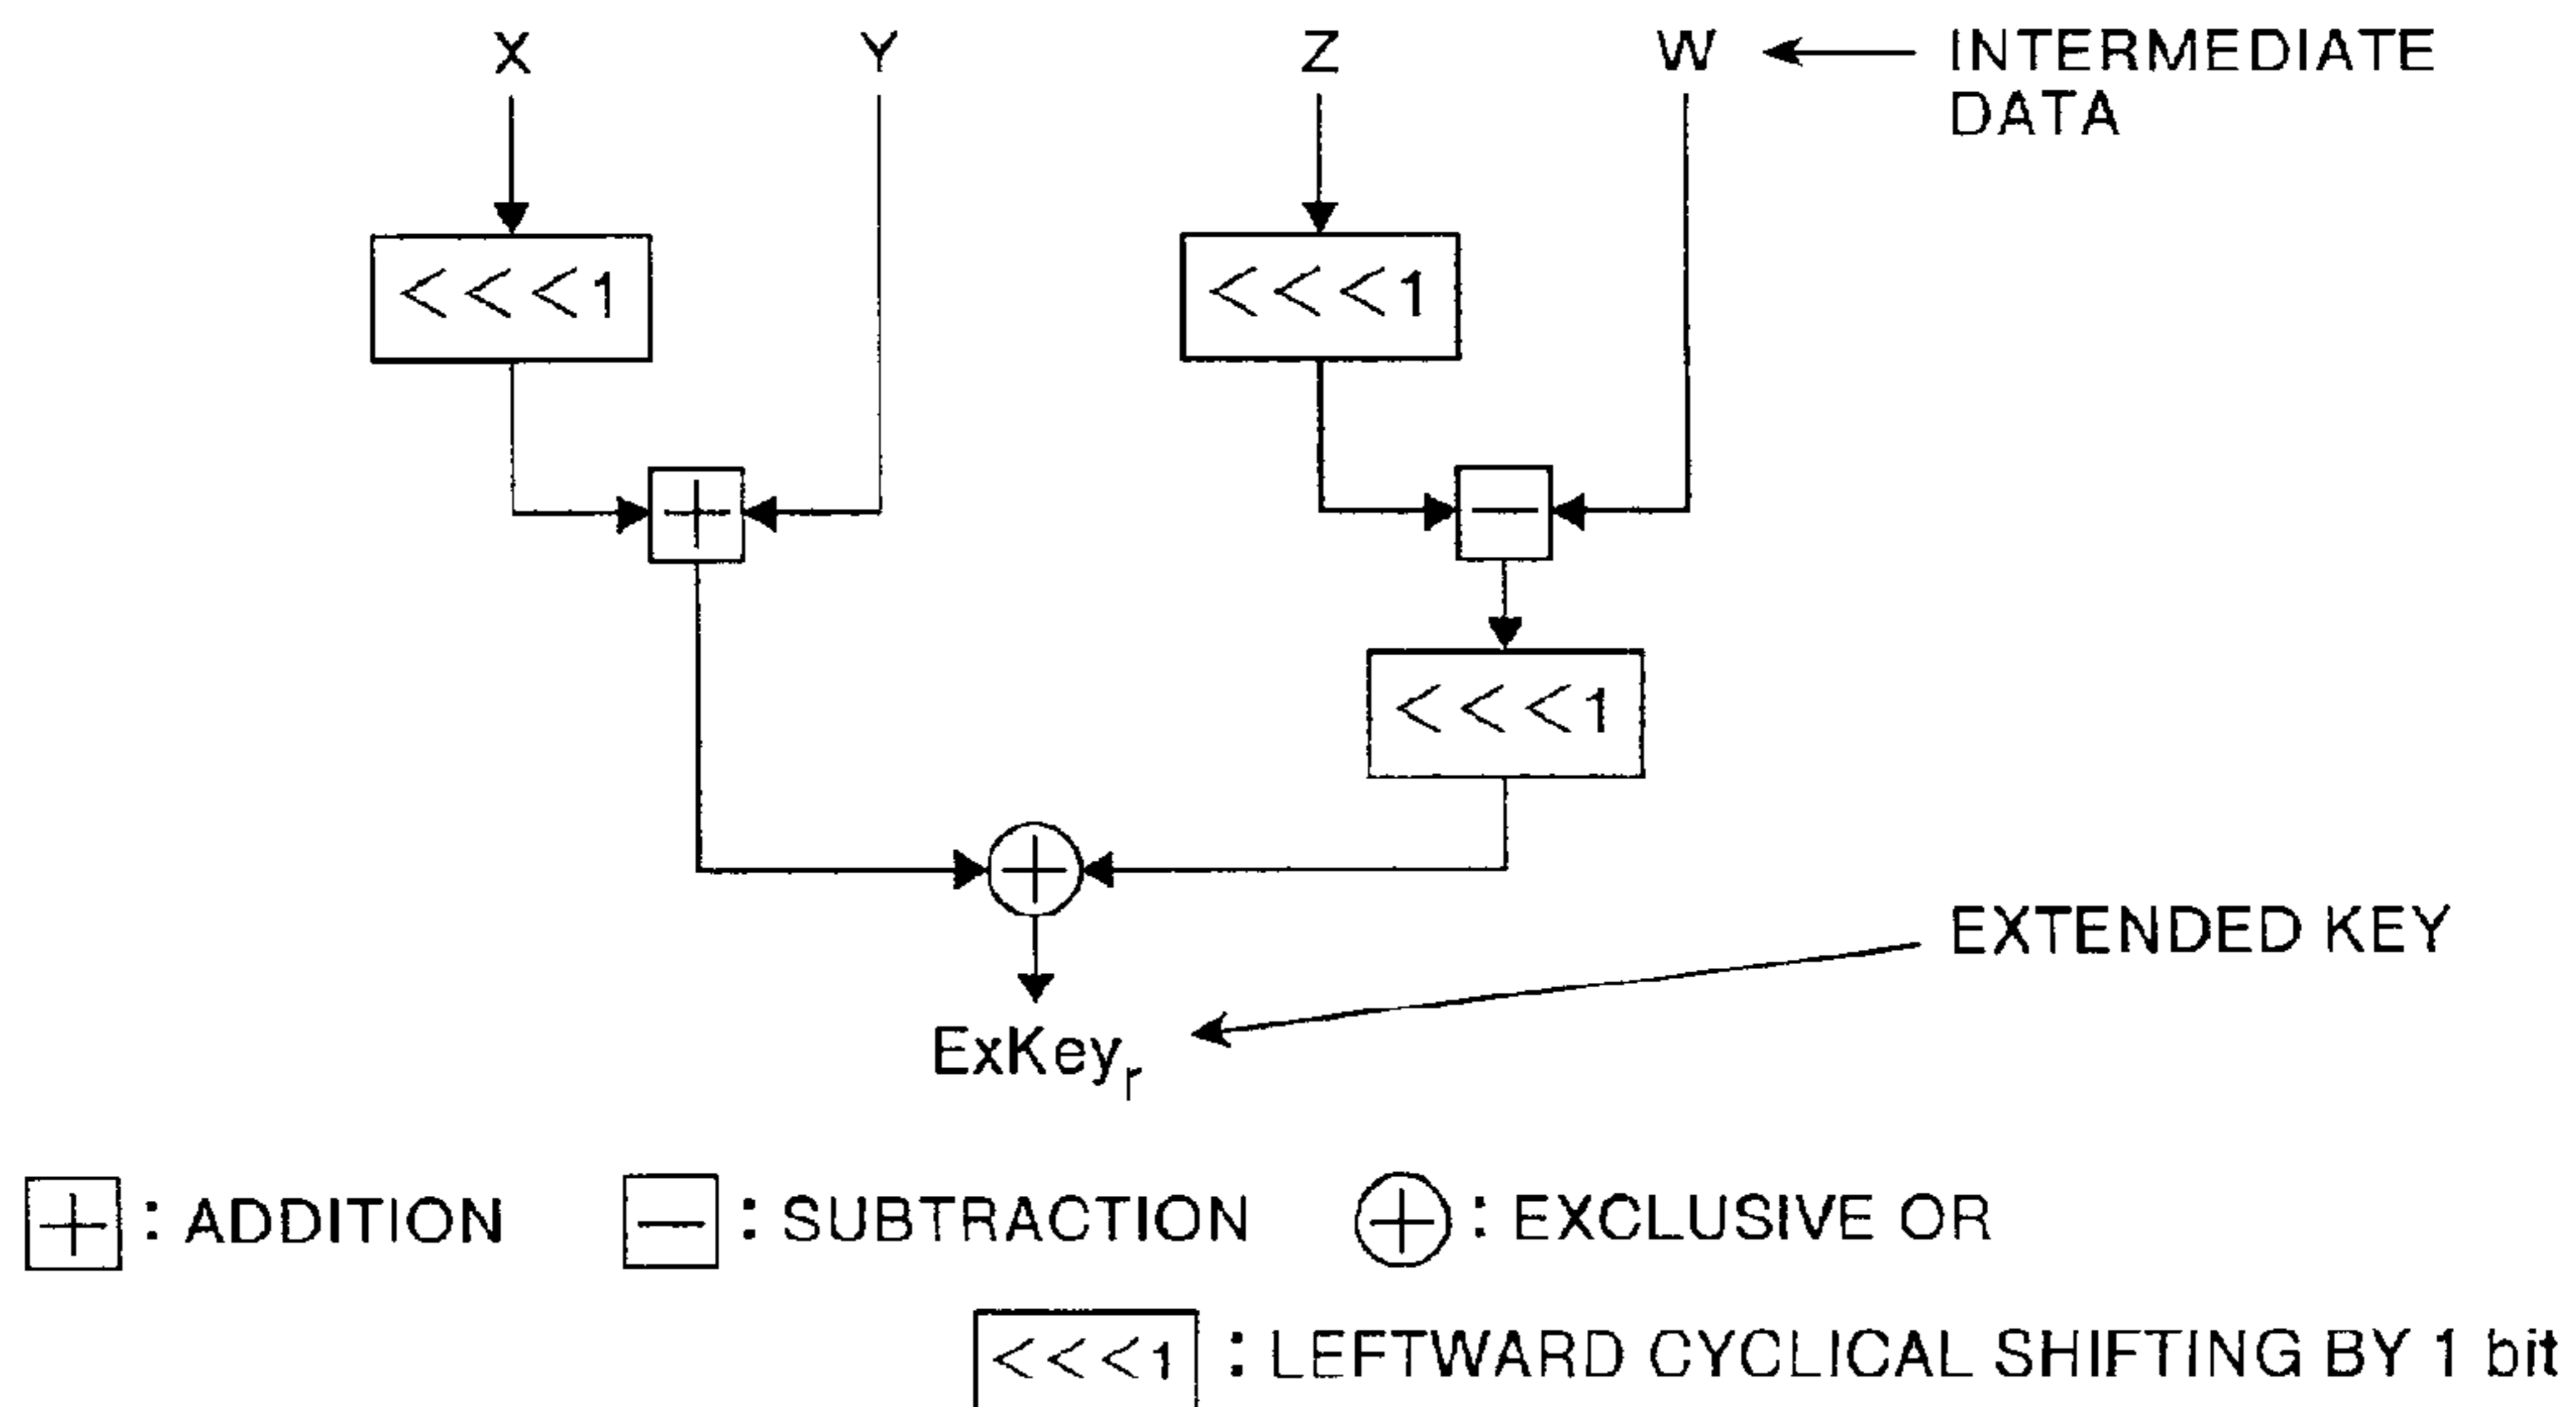 X Y Z W INTERMEDIATE
DATA
<<<1 <<<1
+ −
<<<1
⊕
EXTENDED KEY
ExKeyr
+ : ADDITION − : SUBTRACTION ⊕ : EXCLUSIVE OR
<<<1 : LEFTWARD CYCLICAL SHIFTING BY 1 bit